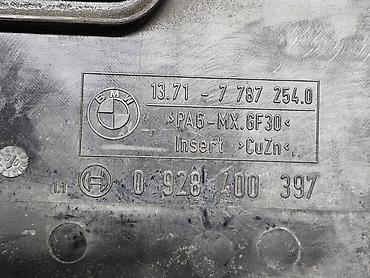 BMW
13.71 - 7 787 254.0
>PA6-MX.GF30<
Insert >CuZn<
0 928 400 397